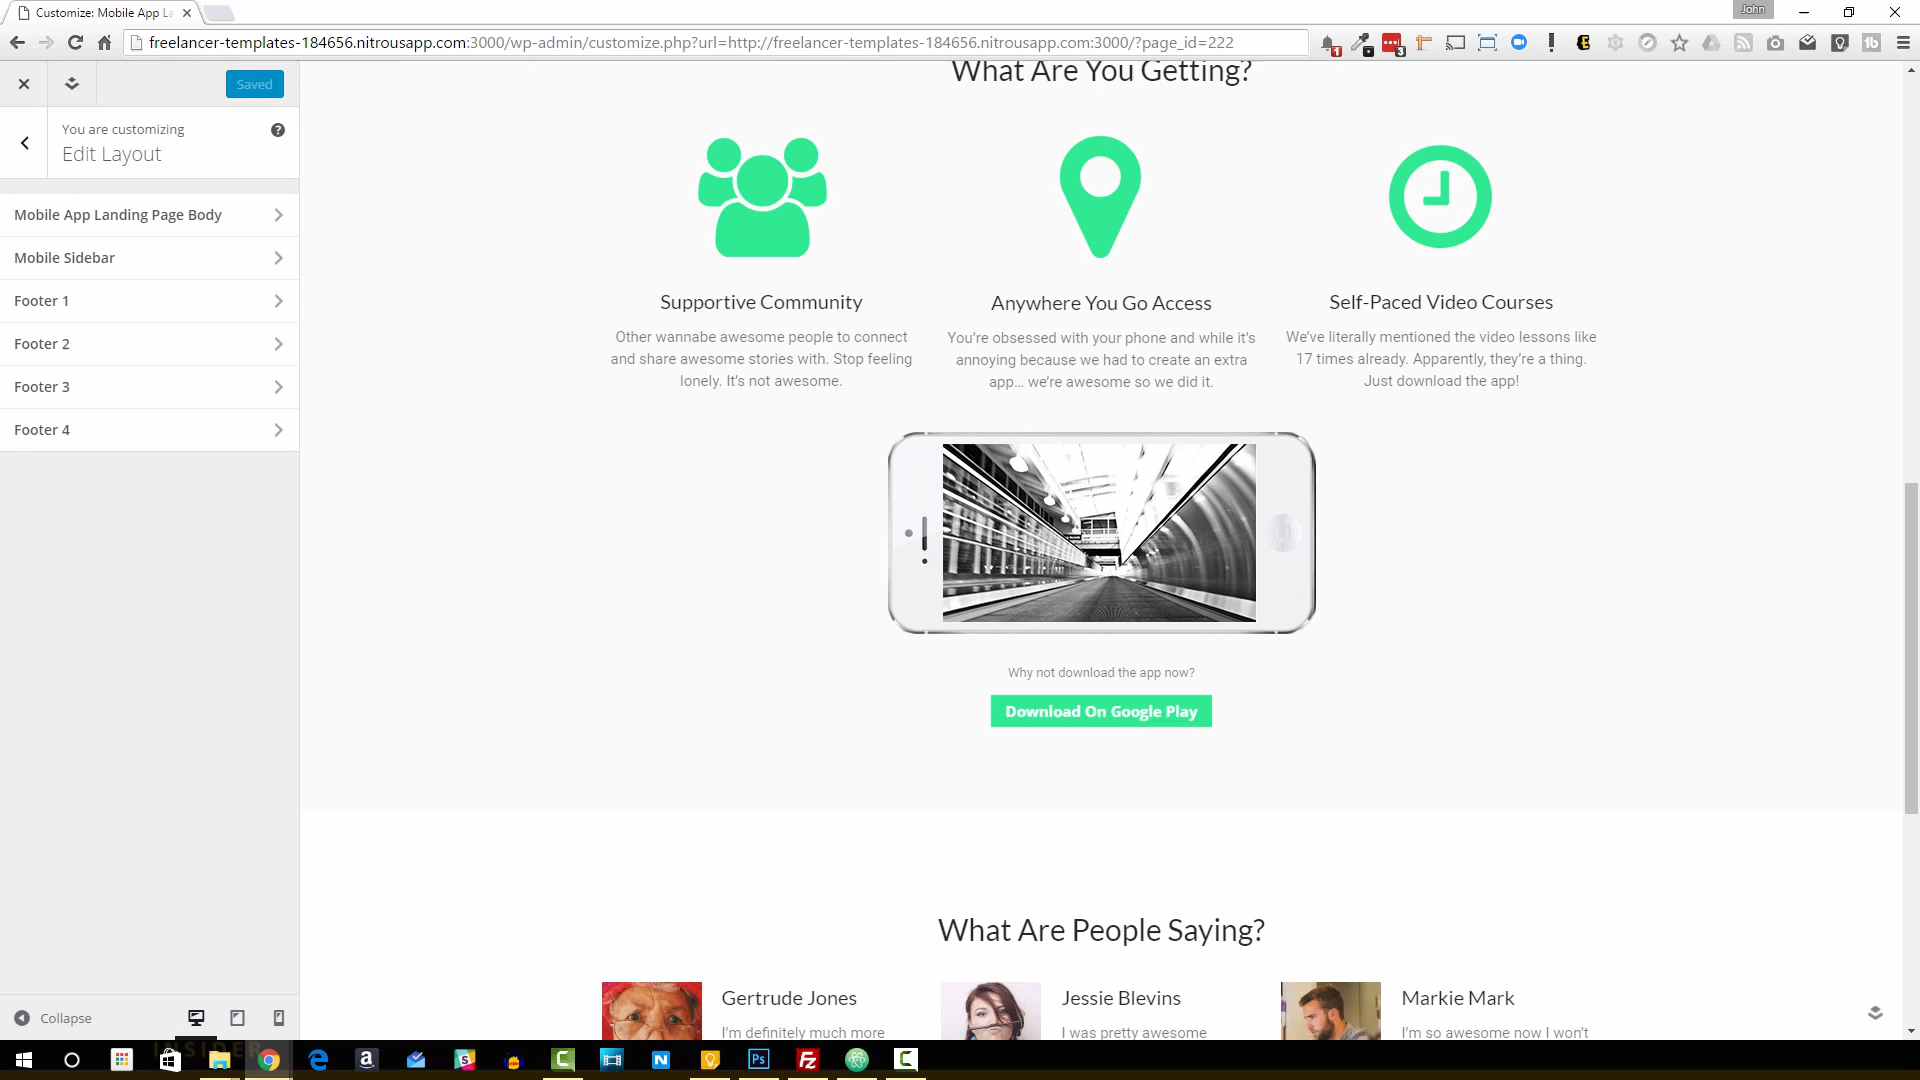 Customize: Mobile App La
John
freelancer-templates-184656.nitrousapp.com:3000/wp-admin/customize.php?url=http://freelancer-templates-184656.nitrousapp.com:3000/?page_id=222
1
3
Saved
You are customizing
Edit Layout
Mobile App Landing Page Body
Mobile Sidebar
Footer 1
Footer 2
Footer 3
Footer 4
What Are You Getting?
Supportive Community
Other wannabe awesome people to connect
and share awesome stories with. Stop feeling
lonely. It's not awesome.
Anywhere You Go Access
You're obsessed with your phone and while it's
annoying because we had to create an extra
app... we're awesome so we did it.
Self-Paced Video Courses
We've literally mentioned the video lessons like
17 times already. Apparently, they're a thing.
Just download the app!
Why not download the app now?
Download On Google Play
What Are People Saying?
Gertrude Jones
I'm definitely much more
Jessie Blevins
I was pretty awesome
Markie Mark
I'm so awesome now I won't
Collapse
INSIDER
Ps
Fz